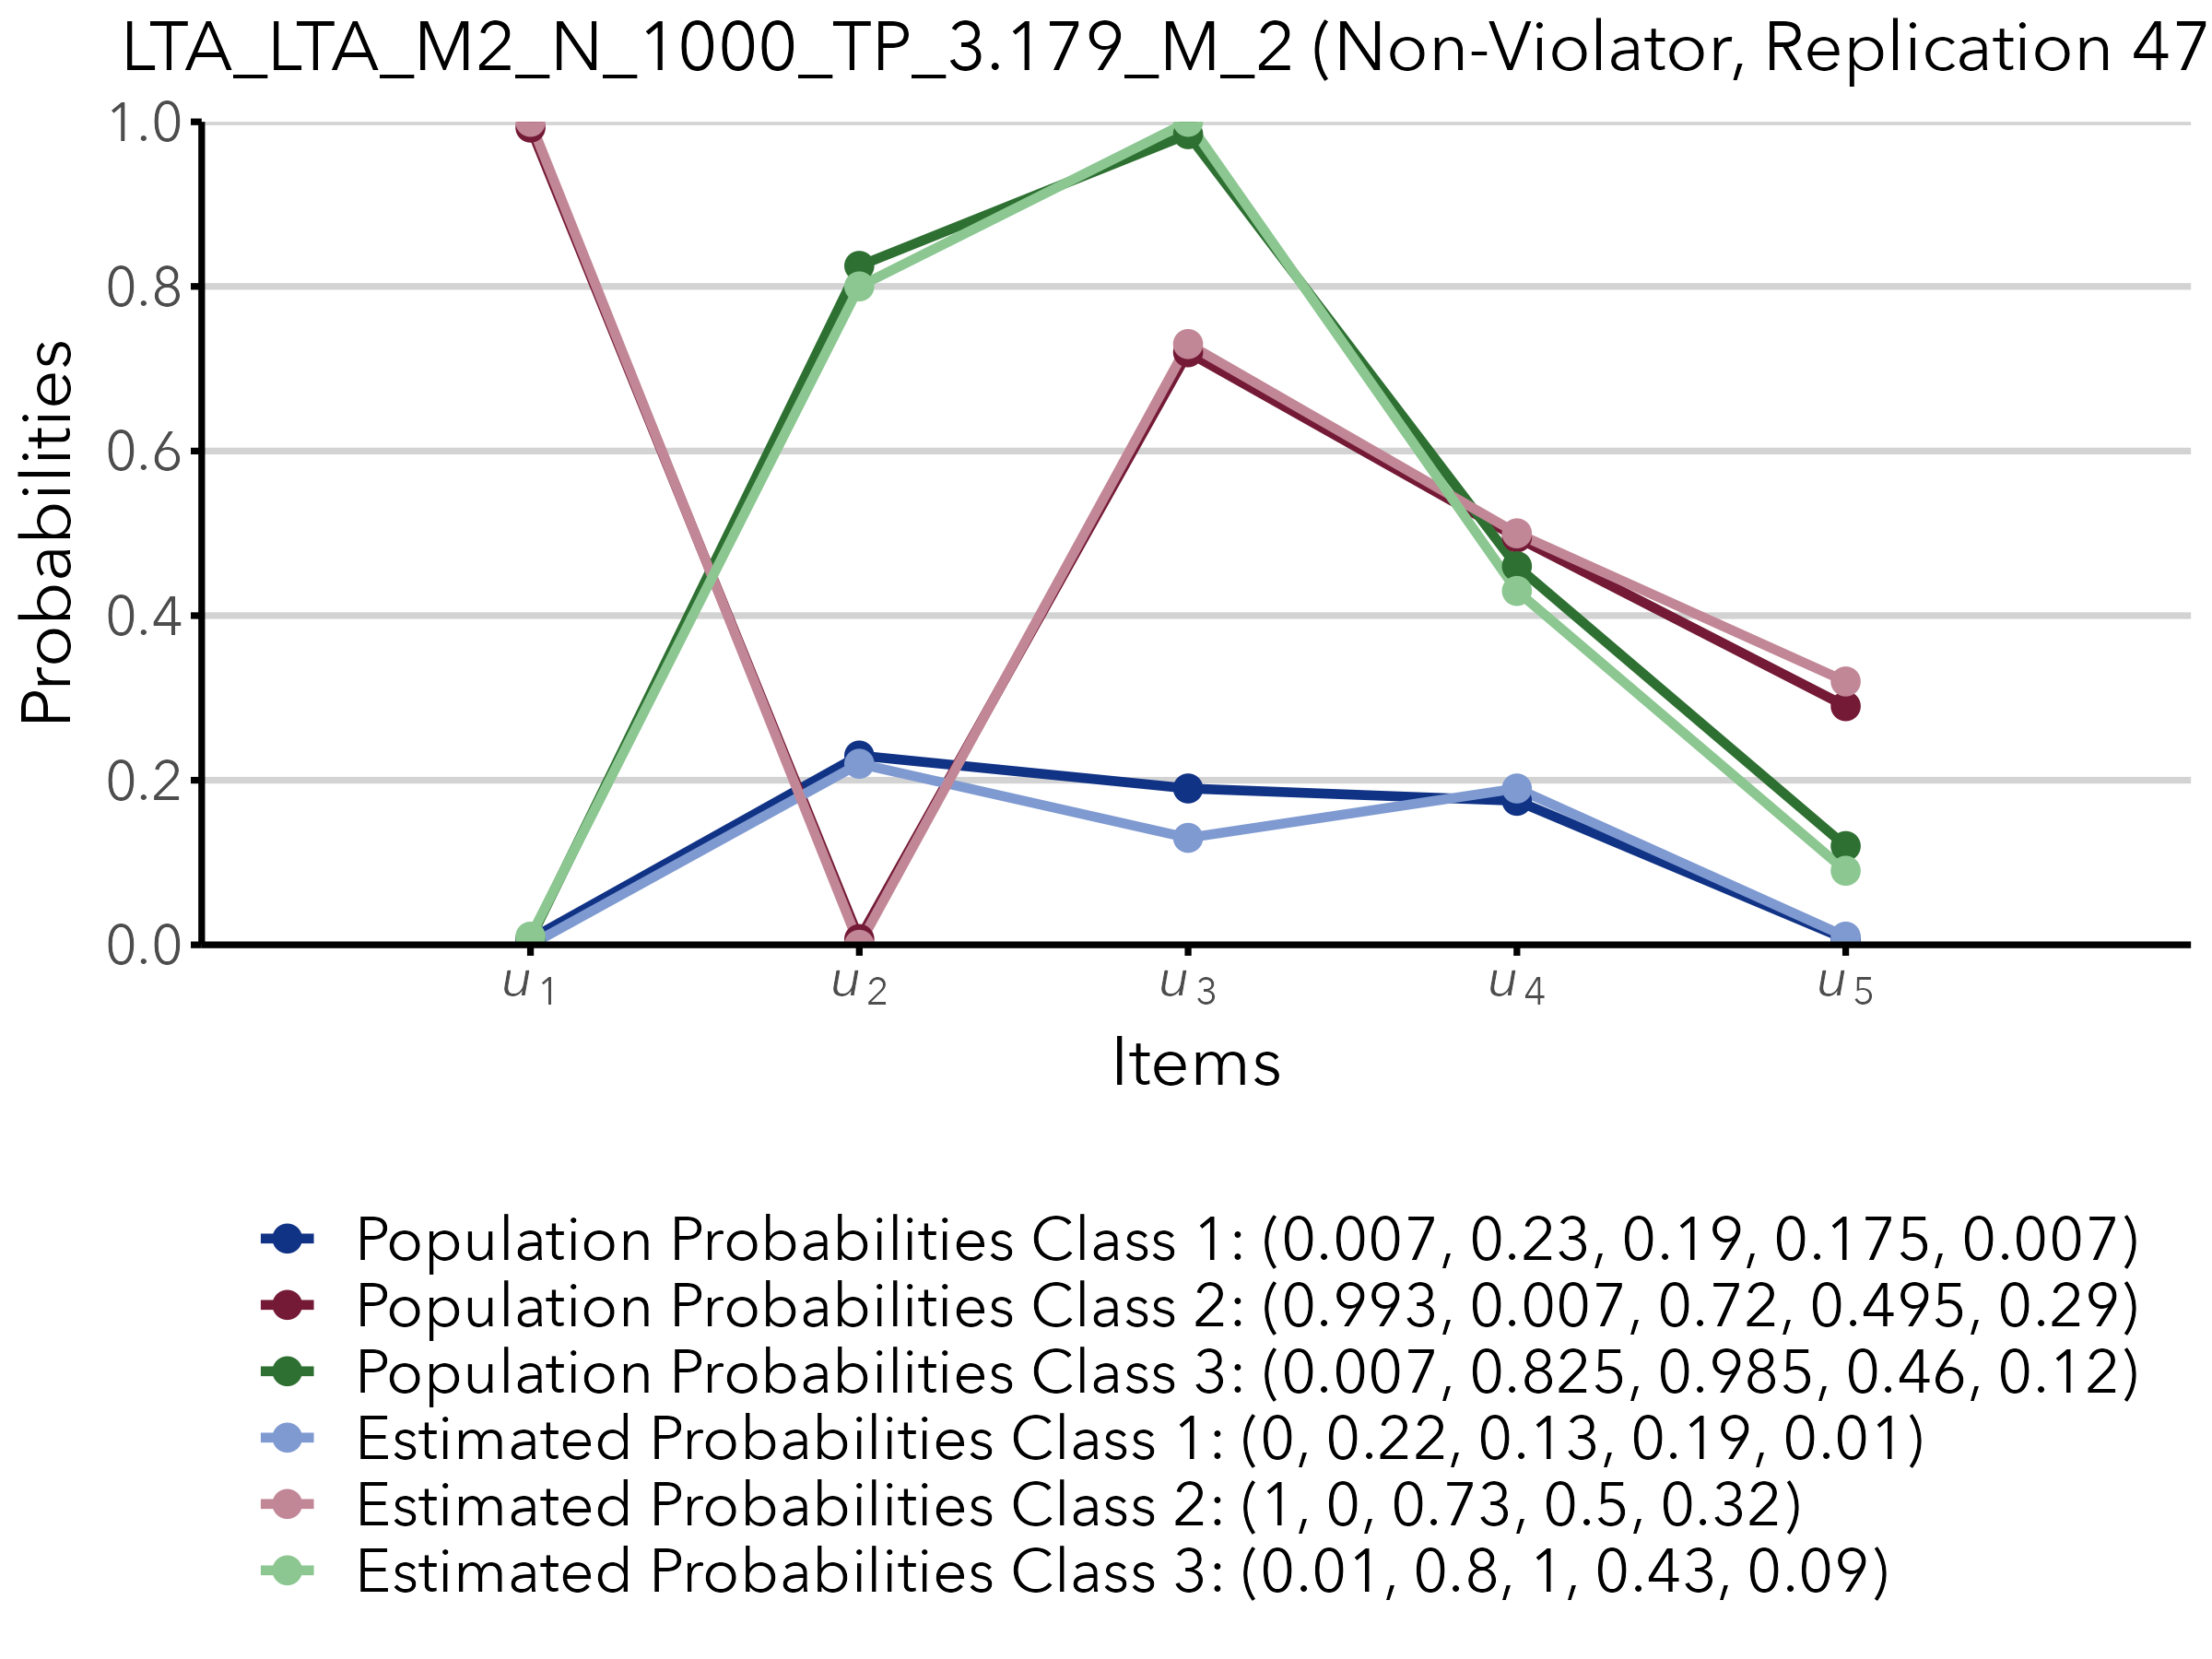 LTA_LTA_M2_N_1000_TP_3.179_M_2 (Non-Violator, Replication 47
1.0
0.8
0.6
0.4
0.2
0.0
Probabilities
u1 u2 u3 u4 u5
Items
Population Probabilities Class 1: (0.007, 0.23, 0.19, 0.175, 0.007)
Population Probabilities Class 2: (0.993, 0.007, 0.72, 0.495, 0.29)
Population Probabilities Class 3: (0.007, 0.825, 0.985, 0.46, 0.12)
Estimated Probabilities Class 1: (0, 0.22, 0.13, 0.19, 0.01)
Estimated Probabilities Class 2: (1, 0, 0.73, 0.5, 0.32)
Estimated Probabilities Class 3: (0.01, 0.8, 1, 0.43, 0.09)